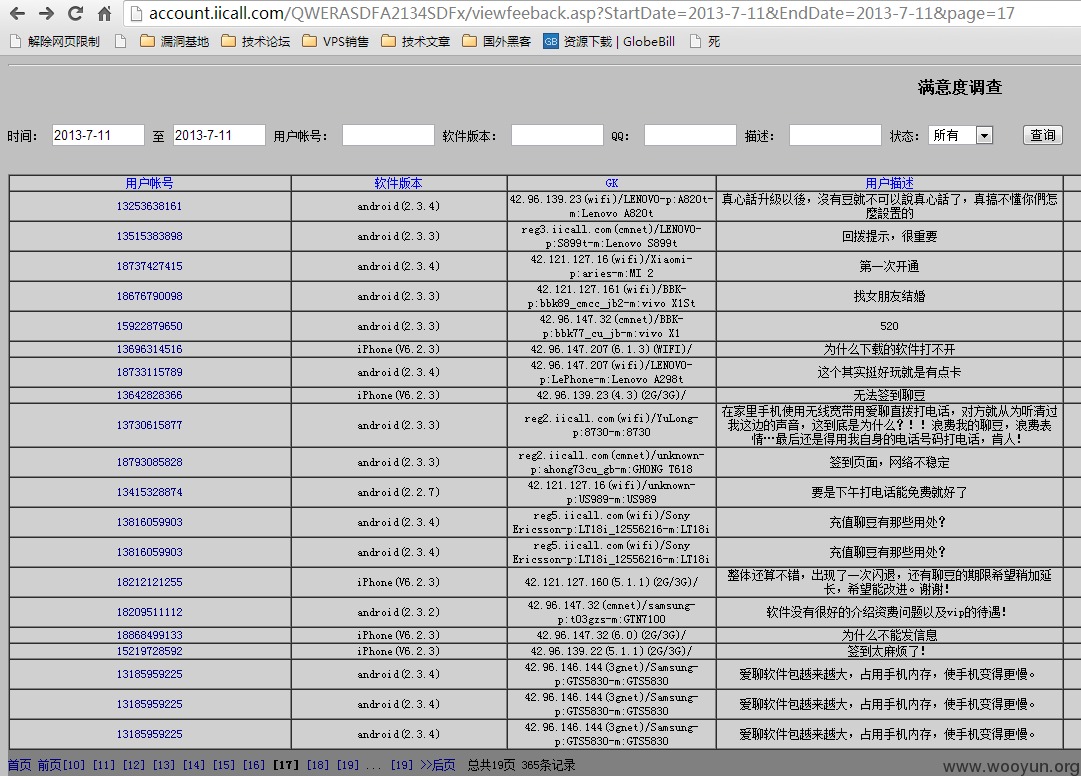 account.iicall.com/QWERASDFA2134SDFx/viewfeeback.asp?StartDate=2013-7-11&EndDate=2013-7-11&page=17
解除网页限制 漏洞基地 技术论坛 VPS销售 技术文章 国外黑客 GB 资源下载 | GlobeBill 死
满意度调查
时间: 2013-7-11 至 2013-7-11 用户帐号: 软件版本: QQ: 描述: 状态: 所有 查询
用户帐号 软件版本 GK 用户描述
13253638161 android(2.3.4) 42.96.139.23(wifi)/LENOVO-p:A820t-m:Lenovo A820t 真心話升級以後，沒有豆就不可以說真心話了，真搞不懂你們怎麼設置的
13515383898 android(2.3.3) reg3.iicall.com(cmnet)/LENOVO-p:S899t-m:Lenovo S899t 回拨提示，很重要
18737427415 android(2.3.4) 42.121.127.16(wifi)/Xiaomi-p:aries-m:MI 2 第一次开通
18676790098 android(2.3.3) 42.121.127.161(wifi)/BBK-p:bbk89_cmcc_jb2-m:vivo X1St 找女朋友结婚
15922879650 android(2.3.3) 42.96.147.32(cmnet)/BBK-p:bbk77_cu_jb-m:vivo X1 520
13696314516 iPhone(V6.2.3) 42.96.147.207(6.1.3)(WIFI)/ 为什么下载的软件打不开
18733115789 android(2.3.4) 42.96.147.207(wifi)/LENOVO-p:LePhone-m:Lenovo A298t 这个其实挺好玩就是有点卡
13642828366 iPhone(V6.2.3) 42.96.139.23(4.3)(2G/3G)/ 无法签到聊豆
13730615877 android(2.3.3) reg2.iicall.com(wifi)/YuLong-p:8730-m:8730 在家里手机使用无线宽带用爱聊直拨打电话，对方就从为听清过我这边的声音，这到底是为什么？！！浪费我的聊豆，浪费表情…最后还是得用我自身的电话号码打电话，肯人！
18793085828 android(2.3.3) reg2.iicall.com(cmnet)/unknown-p:ahong73cu_gb-m:GHONG T618 签到页面，网络不稳定
13415328874 android(2.2.7) 42.121.127.16(wifi)/unknown-p:US989-m:US989 要是下午打电话能免费就好了
13816059903 android(2.3.4) reg5.iicall.com(wifi)/Sony Ericsson-p:LT18i_12556216-m:LT18i 充值聊豆有那些用处？
13816059903 android(2.3.4) reg5.iicall.com(wifi)/Sony Ericsson-p:LT18i_12556216-m:LT18i 充值聊豆有那些用处？
18212121255 iPhone(V6.2.3) 42.121.127.160(5.1.1)(2G/3G)/ 整体还算不错，出现了一次闪退，还有聊豆的期限希望稍加延长，希望能改进。谢谢！
18209511112 android(2.3.2) 42.96.147.32(cmnet)/samsung-p:t03gzs-m:GTN7100 软件没有很好的介绍资费问题以及vip的待遇！
18868499133 iPhone(V6.2.3) 42.96.147.32(6.0)(2G/3G)/ 为什么不能发信息
15219728592 iPhone(V6.2.3) 42.96.139.22(5.1.1)(2G/3G)/ 签到太麻烦了！
13185959225 android(2.3.4) 42.96.146.144(3gnet)/Samsung-p:GTS5830-m:GTS5830 爱聊软件包越来越大，占用手机内存，使手机变得更慢。
13185959225 android(2.3.4) 42.96.146.144(3gnet)/Samsung-p:GTS5830-m:GTS5830 爱聊软件包越来越大，占用手机内存，使手机变得更慢。
13185959225 android(2.3.4) 42.96.146.144(3gnet)/Samsung-p:GTS5830-m:GTS5830 爱聊软件包越来越大，占用手机内存，使手机变得更慢。
首页 前页[10] [11] [12] [13] [14] [15] [16] [17] [18] [19] ... [19] >>后页 总共19页 365条记录
www.wooyun.org